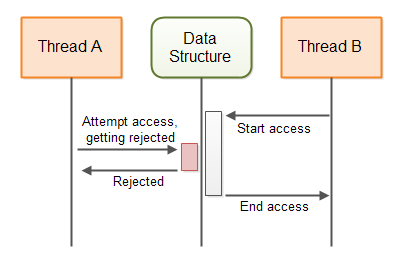 Thread A
Data
Structure
Thread B
Attempt access,
getting rejected
Start access
Rejected
End access